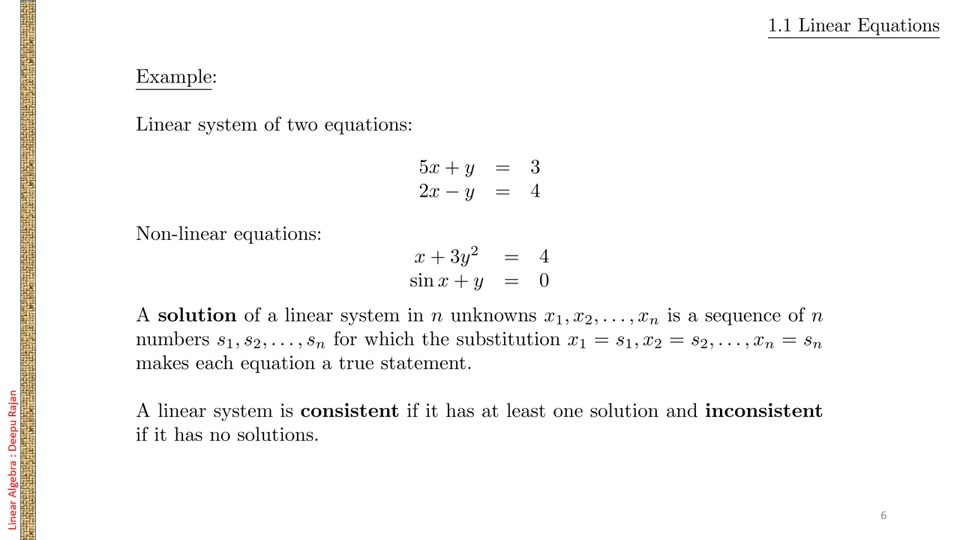 1.1 Linear Equations
Example:
Linear system of two equations:
5x + y = 3
2x − y = 4
Non-linear equations:
x + 3y² = 4
sin x + y = 0
A solution of a linear system in n unknowns x₁, x₂, . . . , xₙ is a sequence of n
numbers s₁, s₂, . . . , sₙ for which the substitution x₁ = s₁, x₂ = s₂, . . . , xₙ = sₙ
makes each equation a true statement.
A linear system is consistent if it has at least one solution and inconsistent
if it has no solutions.
Linear Algebra : Deepu Rajan
6